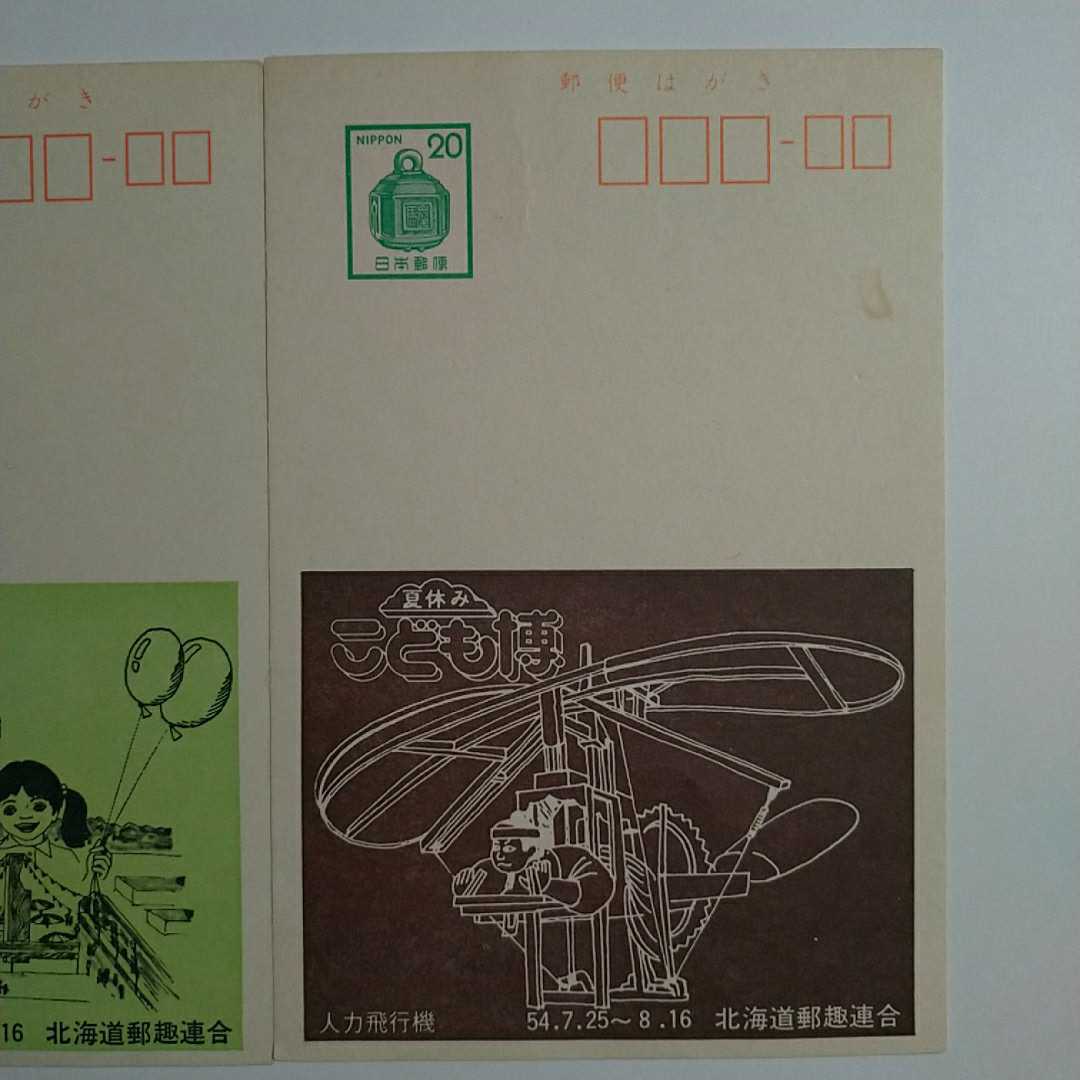 がき
16 北海道郵趣連合
郵便はがき
NIPPON 20
日本郵便
夏休み
こども博
人力飛行機 54.7.25〜8.16 北海道郵趣連合